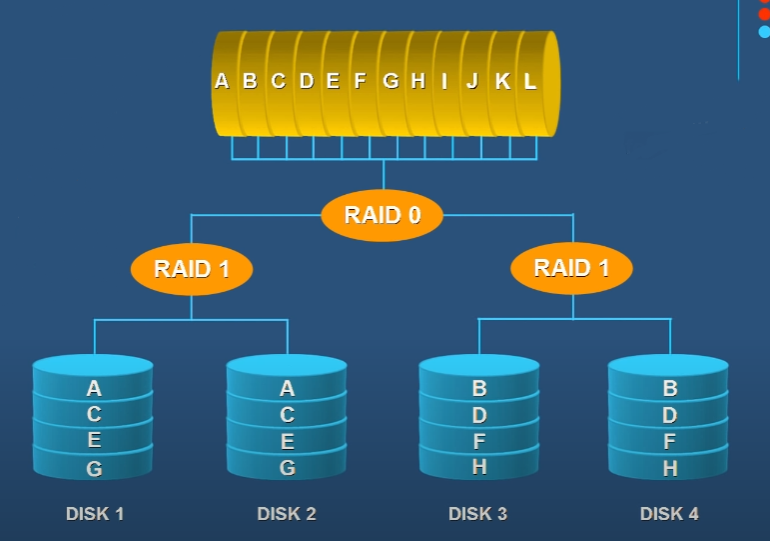 A B C D E F G H I J K L
RAID 0
RAID 1 RAID 1
A A B B
C C D D
E E F F
G G H H
DISK 1 DISK 2 DISK 3 DISK 4